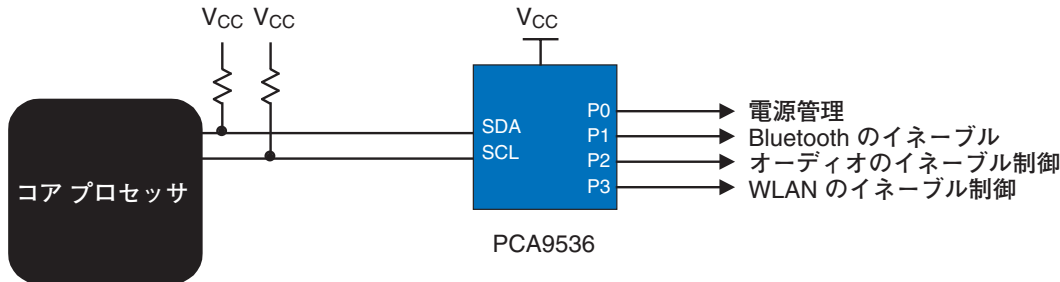 VCC VCC VCC
コア プロセッサ
SDA
SCL
P0
P1
P2
P3
電源管理
Bluetooth のイネーブル
オーディオのイネーブル制御
WLAN のイネーブル制御
PCA9536